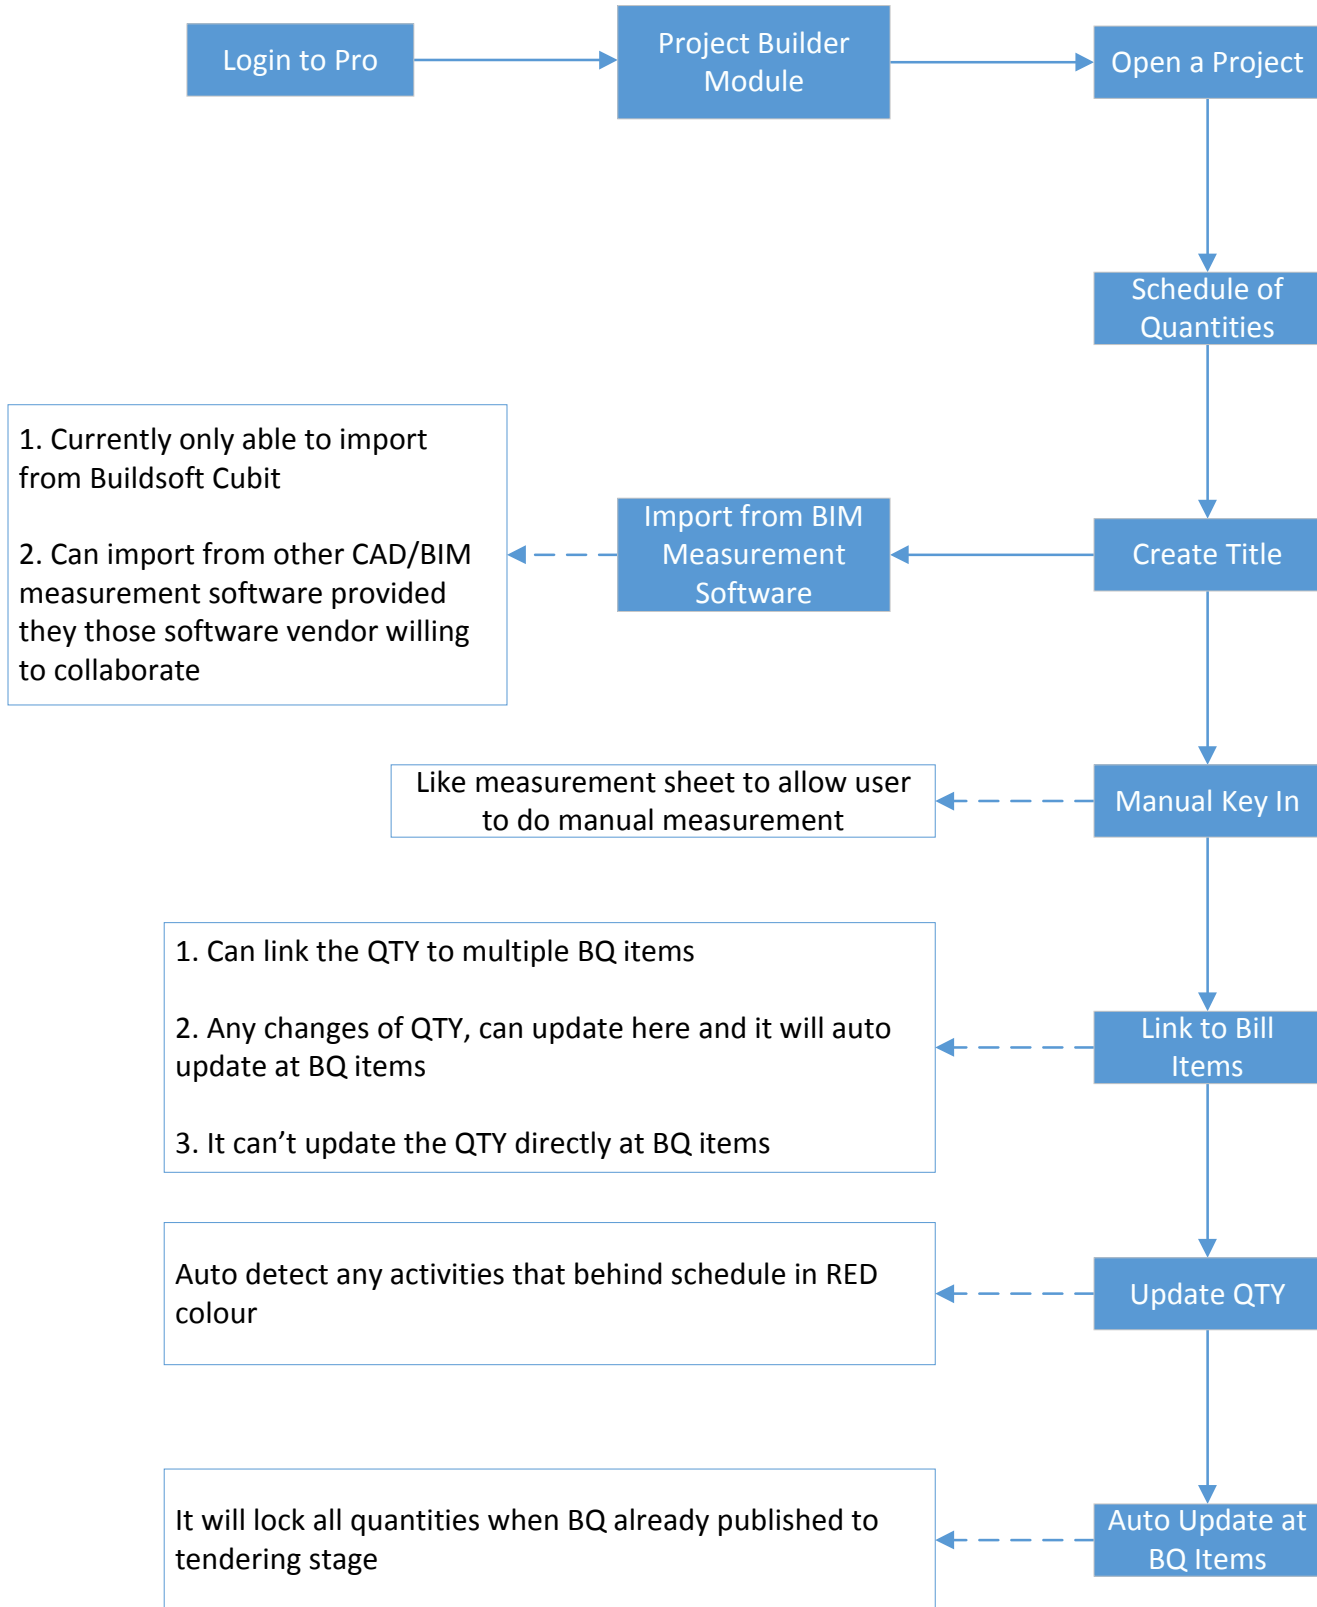 Login to Pro
Project Builder
Module
Open a Project
Schedule of
Quantities
1. Currently only able to import
from Buildsoft Cubit
2. Can import from other CAD/BIM
measurement software provided
they those software vendor willing
to collaborate
Import from BIM
Measurement
Software
Create Title
Like measurement sheet to allow user
to do manual measurement
Manual Key In
1. Can link the QTY to multiple BQ items
2. Any changes of QTY, can update here and it will auto
update at BQ items
3. It can’t update the QTY directly at BQ items
Link to Bill
Items
Auto detect any activities that behind schedule in RED
colour
Update QTY
It will lock all quantities when BQ already published to
tendering stage
Auto Update at
BQ Items